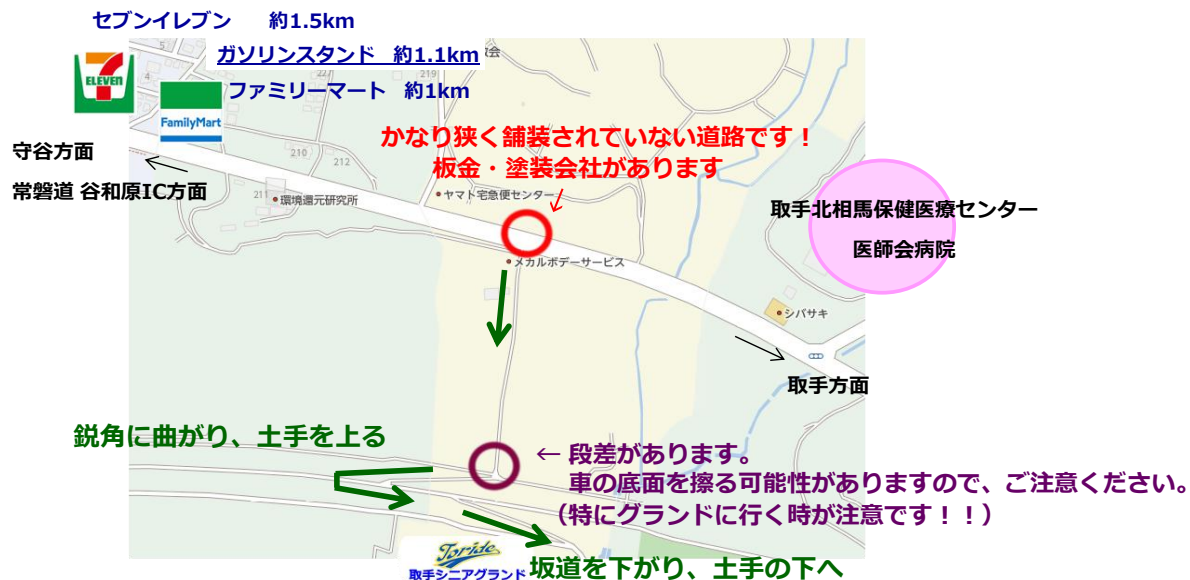 セブンイレブン 約1.5km
ガソリンスタンド 約1.1km
会
ELEVEN
ファミリーマート 約1km
FamilyMart
5
4
221
219
かなり狭く舗装されていない道路です！
板金・塗装会社があります
守谷方面
常磐道 谷和原IC方面
210
212
211
環境還元研究所
ヤマト宅急便センター
取手北相馬保健医療センター
医師会病院
メカルボデーサービス
シバサキ
取手方面
鋭角に曲がり、土手を上る
← 段差があります。
車の底面を擦る可能性がありますので、ご注意ください。
（特にグランドに行く時が注意です！！）
Toride
取手シニアグランド
坂道を下がり、土手の下へ